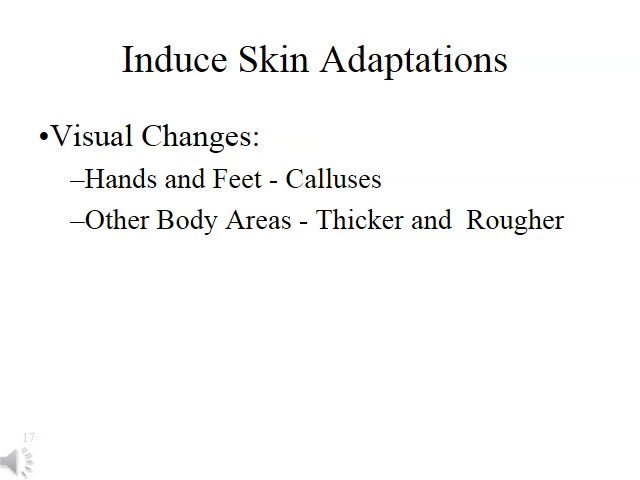 Induce Skin Adaptations
•Visual Changes:
–Hands and Feet - Calluses
–Other Body Areas - Thicker and  Rougher
17